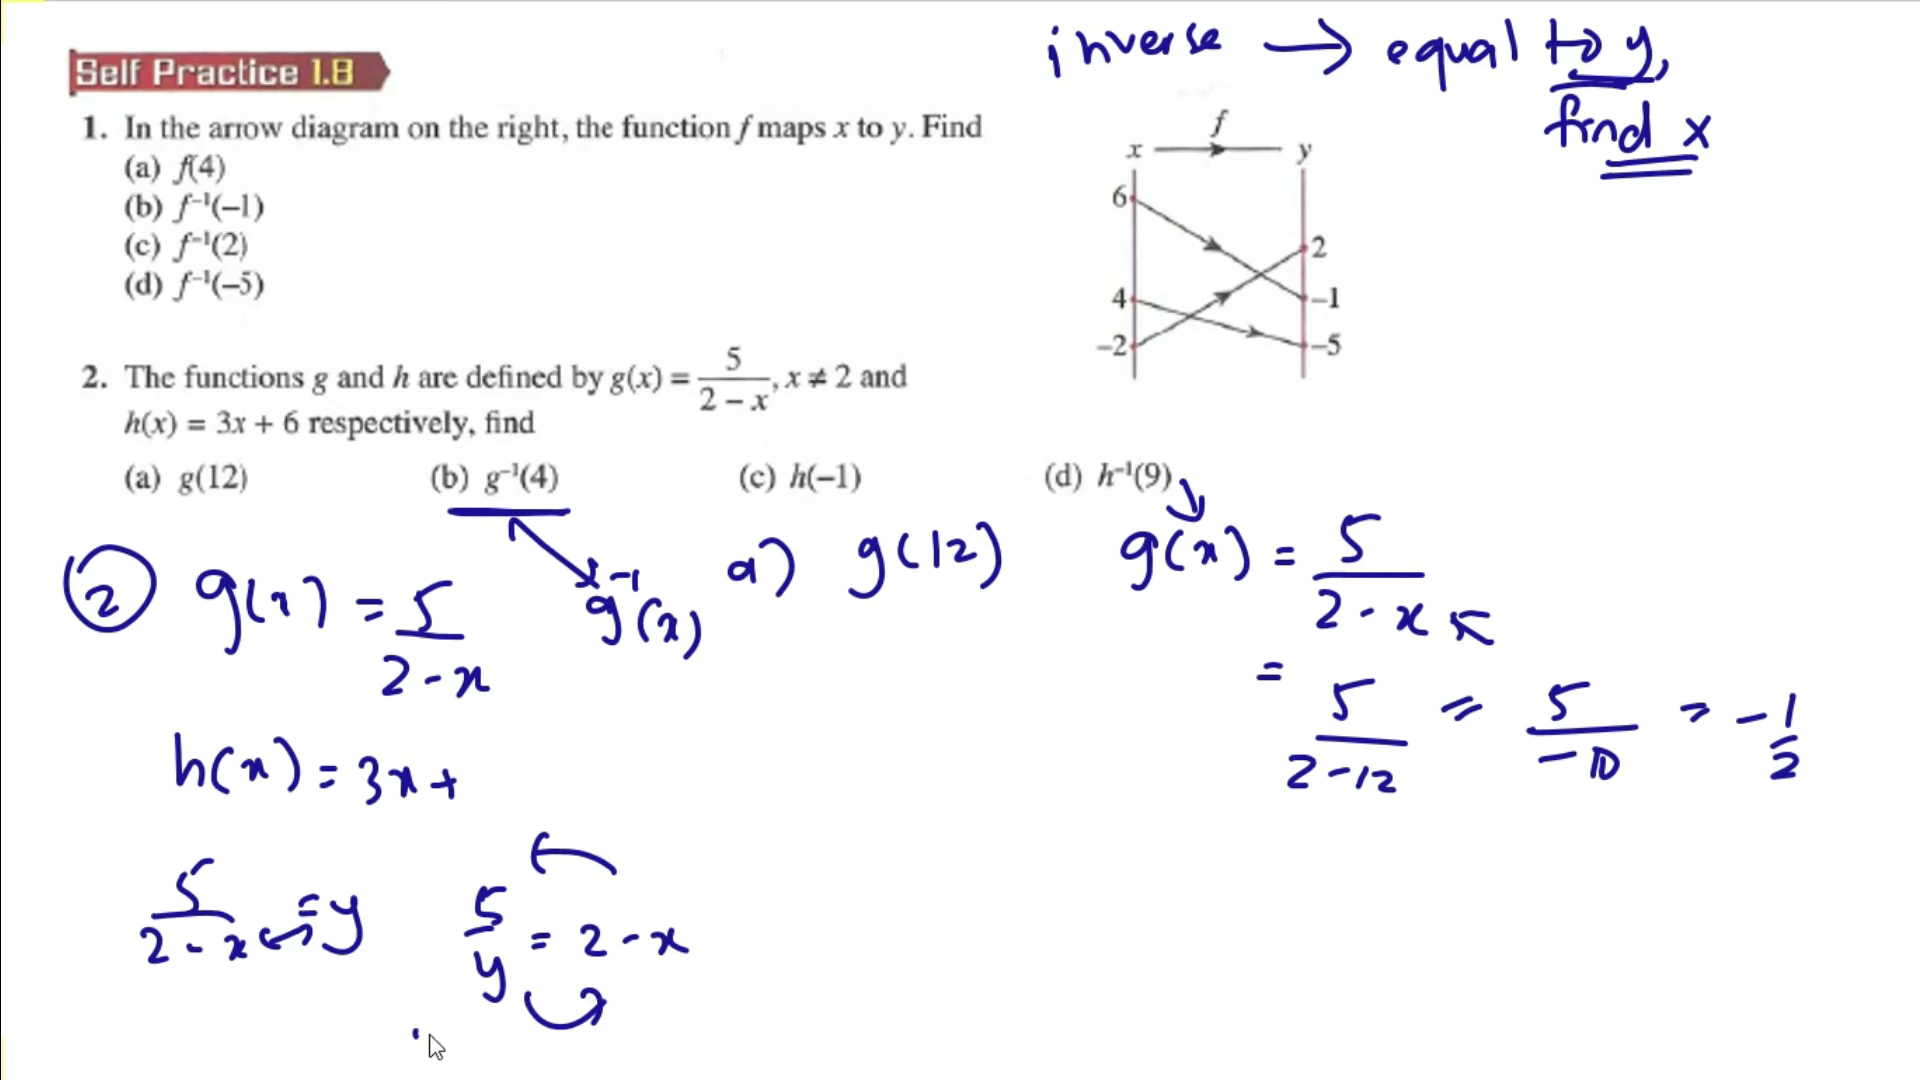 inverse → equal to y,
find x
Self Practice 1.8
1. In the arrow diagram on the right, the function f maps x to y. Find
(a) f(4)
(b) f⁻¹(–1)
(c) f⁻¹(2)
(d) f⁻¹(–5)
f
x y
6
2
4 –1
–2 –5
2. The functions g and h are defined by g(x) = 5/(2 – x), x ≠ 2 and
h(x) = 3x + 6 respectively, find
(a) g(12) (b) g⁻¹(4) (c) h(–1) (d) h⁻¹(9)
② g(x) = 5/(2-x)
g⁻¹(x)
h(x) = 3x +
5/(2-x) = y
5/y = 2-x
a) g(12)
g(x) = 5/(2-x)
= 5/(2-12) = 5/-10 = -1/2